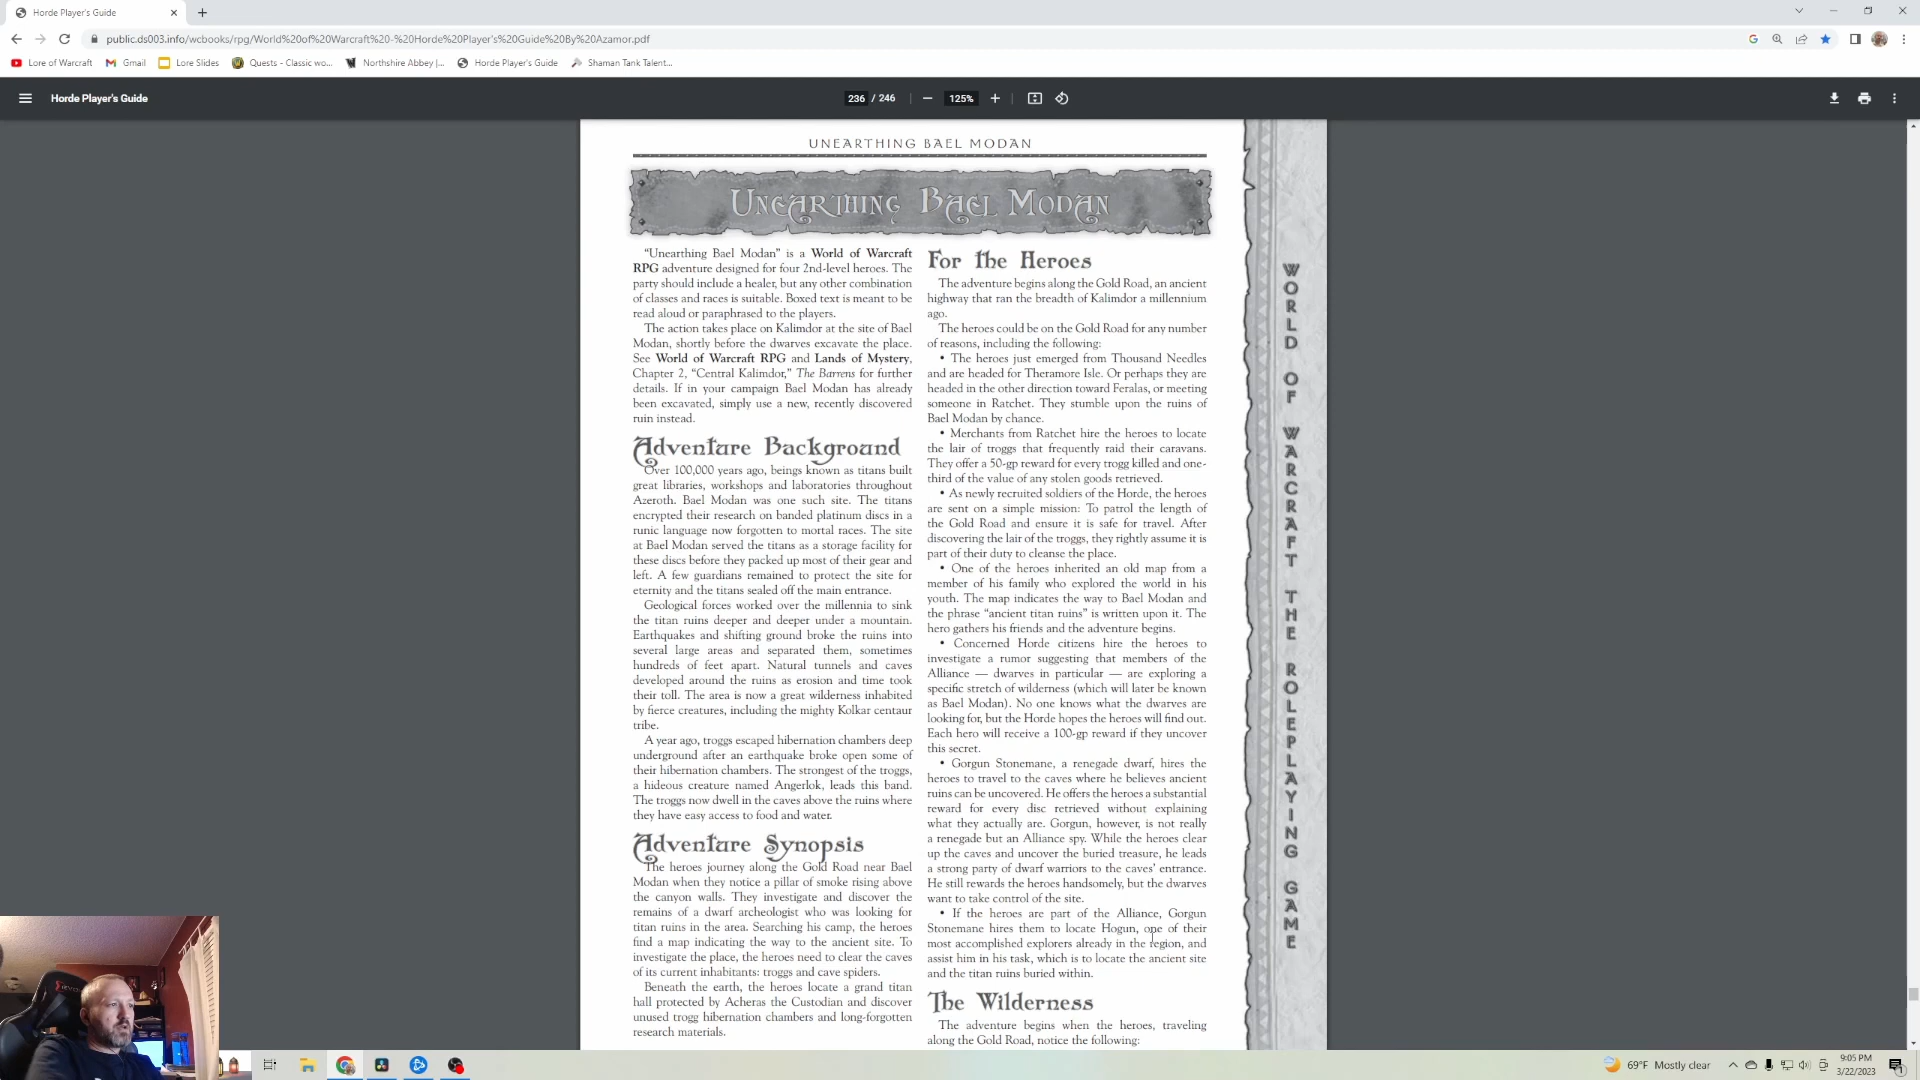 Horde Player's Guide
public.ds003.info/wcbooks/rpg/World%20of%20Warcraft%20-%20Horde%20Player's%20Guide%20By%20Azamor.pdf
Lore of Warcraft
Gmail
Lore Slides
Quests - Classic wo...
Northshire Abbey |...
Horde Player's Guide
Shaman Tank Talent...
Horde Player's Guide
236 / 246
125%
UNEARTHING BAEL MODAN
Unearthing Bael Modan
“Unearthing Bael Modan” is a World of Warcraft
RPG adventure designed for four 2nd-level heroes. The
party should include a healer, but any other combination
of classes and races is suitable. Boxed text is meant to be
read aloud or paraphrased to the players.
The action takes place on Kalimdor at the site of Bael
Modan, shortly before the dwarves excavate the place.
See World of Warcraft RPG and Lands of Mystery,
Chapter 2, “Central Kalimdor,” The Barrens for further
details. If in your campaign Bael Modan has already
been excavated, simply use a new, recently discovered
ruin instead.
Adventure Background
Over 100,000 years ago, beings known as titans built
great libraries, workshops and laboratories throughout
Azeroth. Bael Modan was one such site. The titans
encrypted their research on banded platinum discs in a
runic language now forgotten to mortal races. The site
at Bael Modan served the titans as a storage facility for
these discs before they packed up most of their gear and
left. A few guardians remained to protect the site for
eternity and the titans sealed off the main entrance.
Geological forces worked over the millennia to sink
the titan ruins deeper and deeper under a mountain.
Earthquakes and shifting ground broke the ruins into
several large areas and separated them, sometimes
hundreds of feet apart. Natural tunnels and caves
developed around the ruins as erosion and time took
their toll. The area is now a great wilderness inhabited
by fierce creatures, including the mighty Kolkar centaur
tribe.
A year ago, troggs escaped hibernation chambers deep
underground after an earthquake broke open some of
their hibernation chambers. The strongest of the troggs,
a hideous creature named Angerlok, leads this band.
The troggs now dwell in the caves above the ruins where
they have easy access to food and water.
Adventure Synopsis
The heroes journey along the Gold Road near Bael
Modan when they notice a pillar of smoke rising above
the canyon walls. They investigate and discover the
remains of a dwarf archeologist who was looking for
titan ruins in the area. Searching his camp, the heroes
find a map indicating the way to the ancient site. To
investigate the place, the heroes need to clear the caves
of its current inhabitants: troggs and cave spiders.
Beneath the earth, the heroes locate a grand titan
hall protected by Acheras the Custodian and discover
unused trogg hibernation chambers and long-forgotten
research materials.
For the Heroes
The adventure begins along the Gold Road, an ancient
highway that ran the breadth of Kalimdor a millennium
ago.
The heroes could be on the Gold Road for any number
of reasons, including the following:
• The heroes just emerged from Thousand Needles
and are headed for Theramore Isle. Or perhaps they are
headed in the other direction toward Feralas, or meeting
someone in Ratchet. They stumble upon the ruins of
Bael Modan by chance.
• Merchants from Ratchet hire the heroes to locate
the lair of troggs that frequently raid their caravans.
They offer a 50-gp reward for every trogg killed and one-
third of the value of any stolen goods retrieved.
• As newly recruited soldiers of the Horde, the heroes
are sent on a simple mission: To patrol the length of
the Gold Road and ensure it is safe for travel. After
discovering the lair of the troggs, they rightly assume it is
part of their duty to cleanse the place.
• One of the heroes inherited an old map from a
member of his family who explored the world in his
youth. The map indicates the way to Bael Modan and
the phrase “ancient titan ruins” is written upon it. The
hero gathers his friends and the adventure begins.
• Concerned Horde citizens hire the heroes to
investigate a rumor suggesting that members of the
Alliance — dwarves in particular — are exploring a
specific stretch of wilderness (which will later be known
as Bael Modan). No one knows what the dwarves are
looking for, but the Horde hopes the heroes will find out.
Each hero will receive a 100-gp reward if they uncover
this secret.
• Gorgun Stonemane, a renegade dwarf, hires the
heroes to travel to the caves where he believes ancient
ruins can be uncovered. He offers the heroes a substantial
reward for every disc retrieved without explaining
what they actually are. Gorgun, however, is not really
a renegade but an Alliance spy. While the heroes clear
up the caves and uncover the buried treasure, he leads
a strong party of dwarf warriors to the caves’ entrance.
He still rewards the heroes handsomely, but the dwarves
want to take control of the site.
• If the heroes are part of the Alliance, Gorgun
Stonemane hires them to locate Hogun, one of their
most accomplished explorers already in the region, and
assist him in his task, which is to locate the ancient site
and the titan ruins buried within.
The Wilderness
The adventure begins when the heroes, traveling
along the Gold Road, notice the following:
WORLD OF WARCRAFT THE ROLEPLAYING GAME
69°F Mostly clear
9:05 PM
3/22/2023